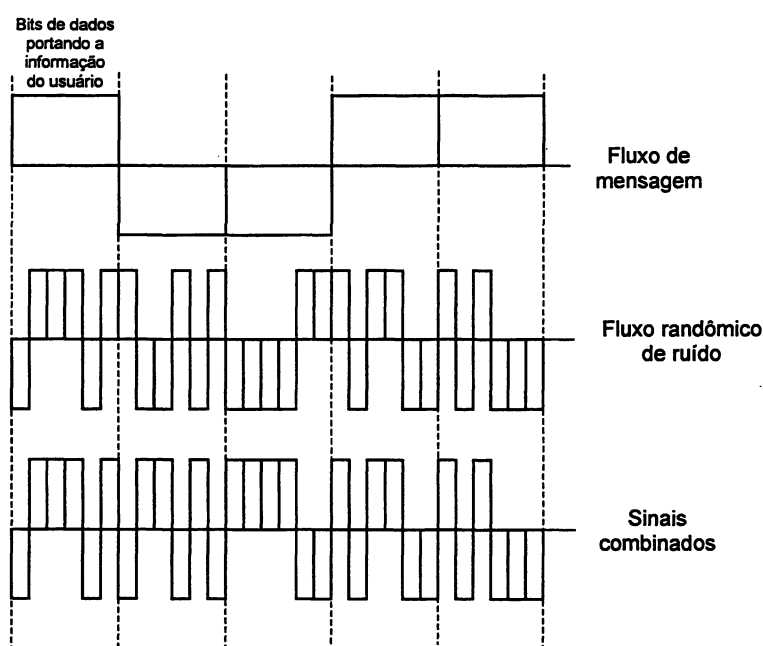 Bits de dados
portando a
informação
do usuário
Fluxo de
mensagem
Fluxo randômico
de ruído
Sinais
combinados